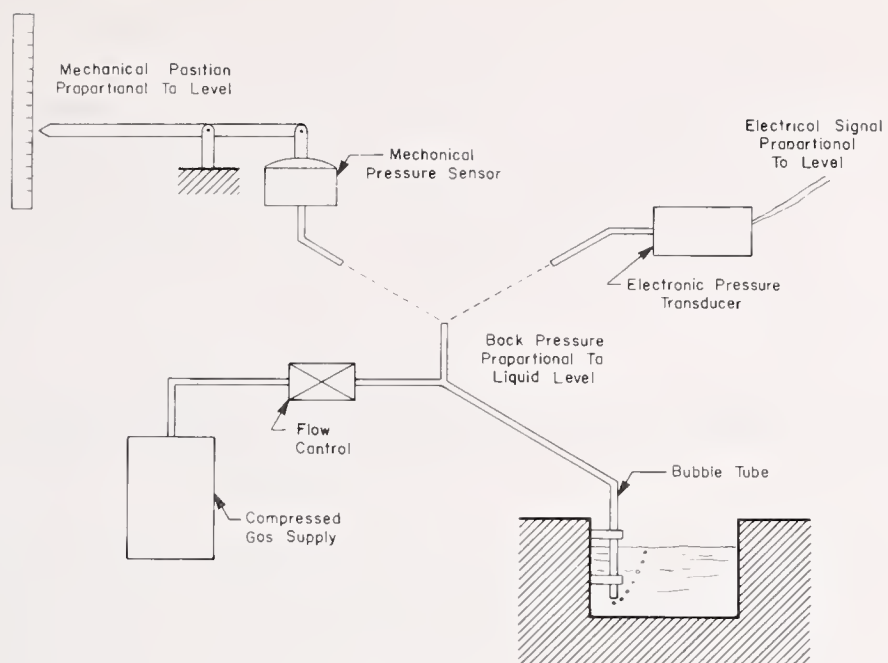 Mechanical Position
Proportional To Level
Mechanical
Pressure Sensor
Electrical Signal
Proportional
To Level
Electronic Pressure
Transducer
Back Pressure
Proportional To
Liquid Level
Flow
Control
Compressed
Gas Supply
Bubble Tube